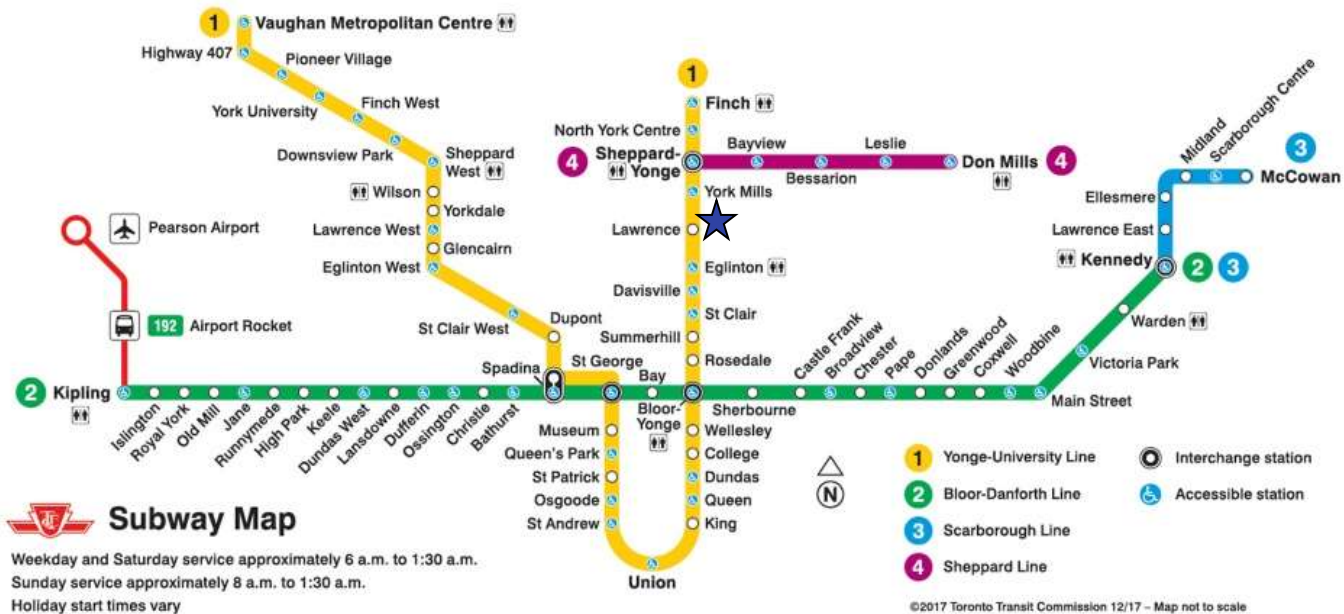 1
Vaughan Metropolitan Centre
Highway 407
Pioneer Village
York University
Finch West
Downsview Park
Sheppard
West
Wilson
Yorkdale
Lawrence West
Glencairn
Eglinton West
St Clair West
Dupont
Spadina
St George
Museum
Queen's Park
St Patrick
Osgoode
St Andrew
Union
King
Queen
Dundas
College
Wellesley
Bloor-
Yonge
Rosedale
Summerhill
St Clair
Davisville
Eglinton
Lawrence
York Mills
4
Sheppard-
Yonge
North York Centre
Finch
1
Bayview
Bessarion
Leslie
Don Mills
4
Pearson Airport
192
Airport Rocket
2
Kipling
Islington
Royal York
Old Mill
Jane
Runnymede
High Park
Keele
Dundas West
Lansdowne
Dufferin
Ossington
Christie
Bathurst
Bay
Sherbourne
Castle Frank
Broadview
Chester
Pape
Donlands
Greenwood
Coxwell
Woodbine
Main Street
Victoria Park
Warden
Kennedy
2
3
Lawrence East
Ellesmere
Midland
Scarborough Centre
McCowan
3
N
1
Yonge-University Line
2
Bloor-Danforth Line
3
Scarborough Line
4
Sheppard Line
Interchange station
Accessible station
TTC
Subway Map
Weekday and Saturday service approximately 6 a.m. to 1:30 a.m.
Sunday service approximately 8 a.m. to 1:30 a.m.
Holiday start times vary
©2017 Toronto Transit Commission 12/17 – Map not to scale